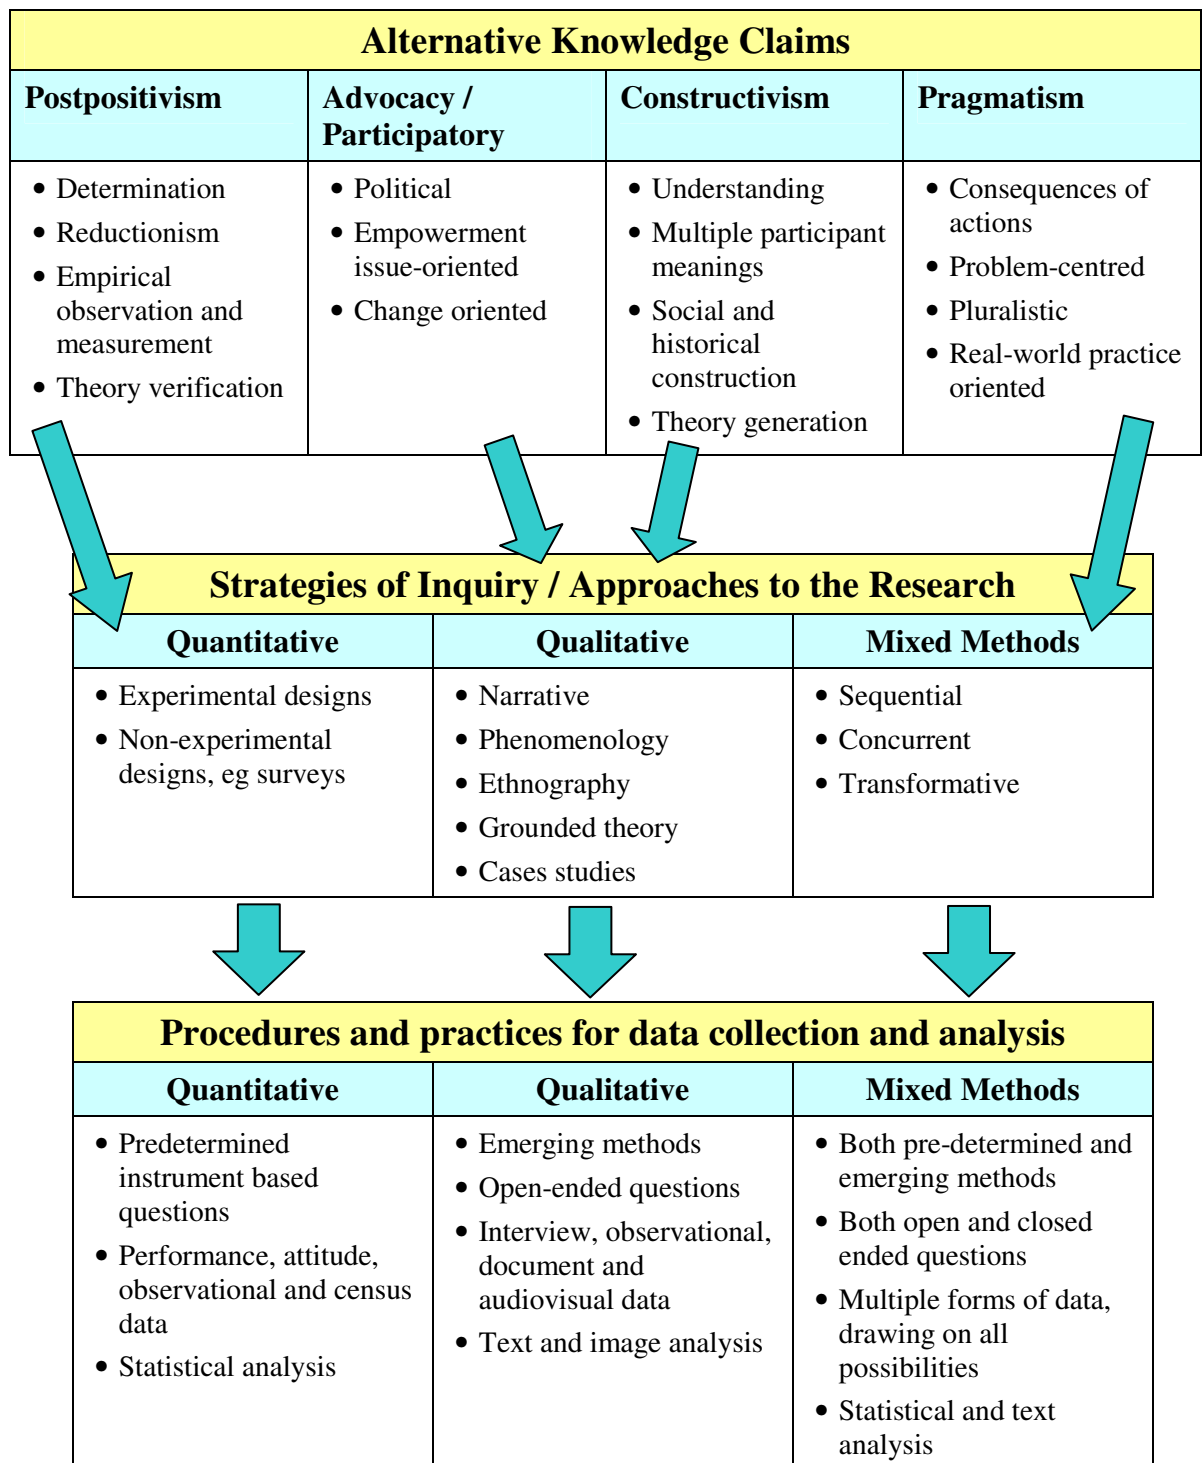 Alternative Knowledge Claims
Postpositivism
• Determination
• Reductionism
• Empirical
observation and
measurement
• Theory verification
Advocacy /
Participatory
• Political
• Empowerment
issue-oriented
• Change oriented
Constructivism
• Understanding
• Multiple participant
meanings
• Social and
historical
construction
• Theory generation
Pragmatism
• Consequences of
actions
• Problem-centred
• Pluralistic
• Real-world practice
oriented
Strategies of Inquiry / Approaches to the Research
Quantitative
• Experimental designs
• Non-experimental
designs, eg surveys
Qualitative
• Narrative
• Phenomenology
• Ethnography
• Grounded theory
• Cases studies
Mixed Methods
• Sequential
• Concurrent
• Transformative
Procedures and practices for data collection and analysis
Quantitative
• Predetermined
instrument based
questions
• Performance, attitude,
observational and census
data
• Statistical analysis
Qualitative
• Emerging methods
• Open-ended questions
• Interview, observational,
document and
audiovisual data
• Text and image analysis
Mixed Methods
• Both pre-determined and
emerging methods
• Both open and closed
ended questions
• Multiple forms of data,
drawing on all
possibilities
• Statistical and text
analysis